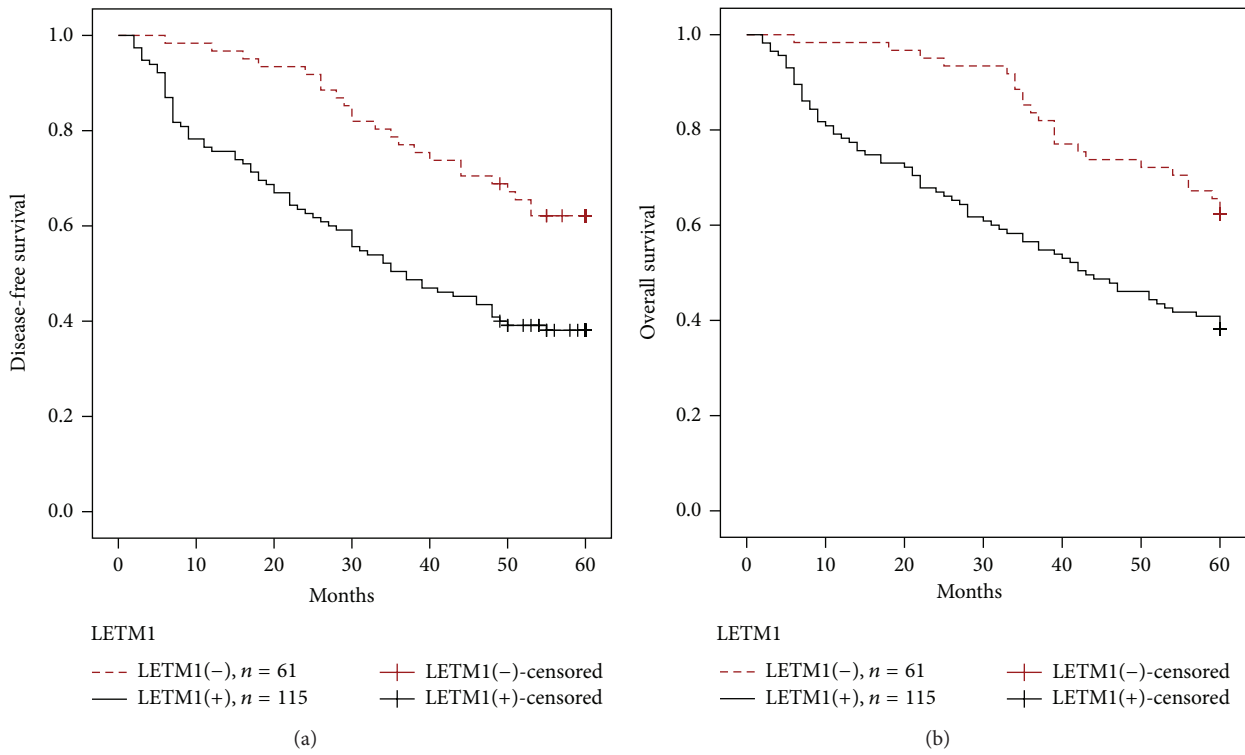 Disease-free survival
1.0
0.8
0.6
0.4
0.2
0.0
0 10 20 30 40 50 60
Months
LETM1
LETM1(−), n = 61
LETM1(+), n = 115
LETM1(−)-censored
LETM1(+)-censored
(a)
Overall survival
1.0
0.8
0.6
0.4
0.2
0.0
0 10 20 30 40 50 60
Months
LETM1
LETM1(−), n = 61
LETM1(+), n = 115
LETM1(−)-censored
LETM1(+)-censored
(b)